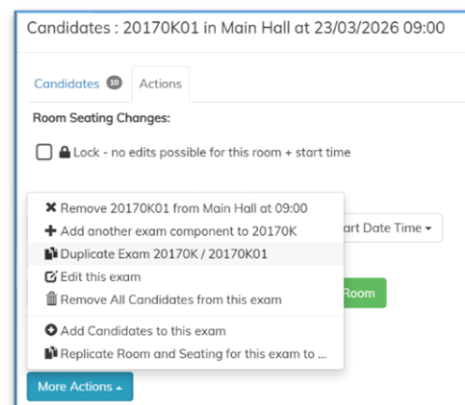 Candidates : 20170K01 in Main Hall at 23/03/2026 09:00
Candidates 10
Actions
Room Seating Changes:
Lock - no edits possible for this room + start time
Remove 20170K01 from Main Hall at 09:00
Add another exam component to 20170K
art Date Time
Duplicate Exam 20170K / 20170K01
Edit this exam
Remove All Candidates from this exam
Room
Add Candidates to this exam
Replicate Room and Seating for this exam to ...
More Actions